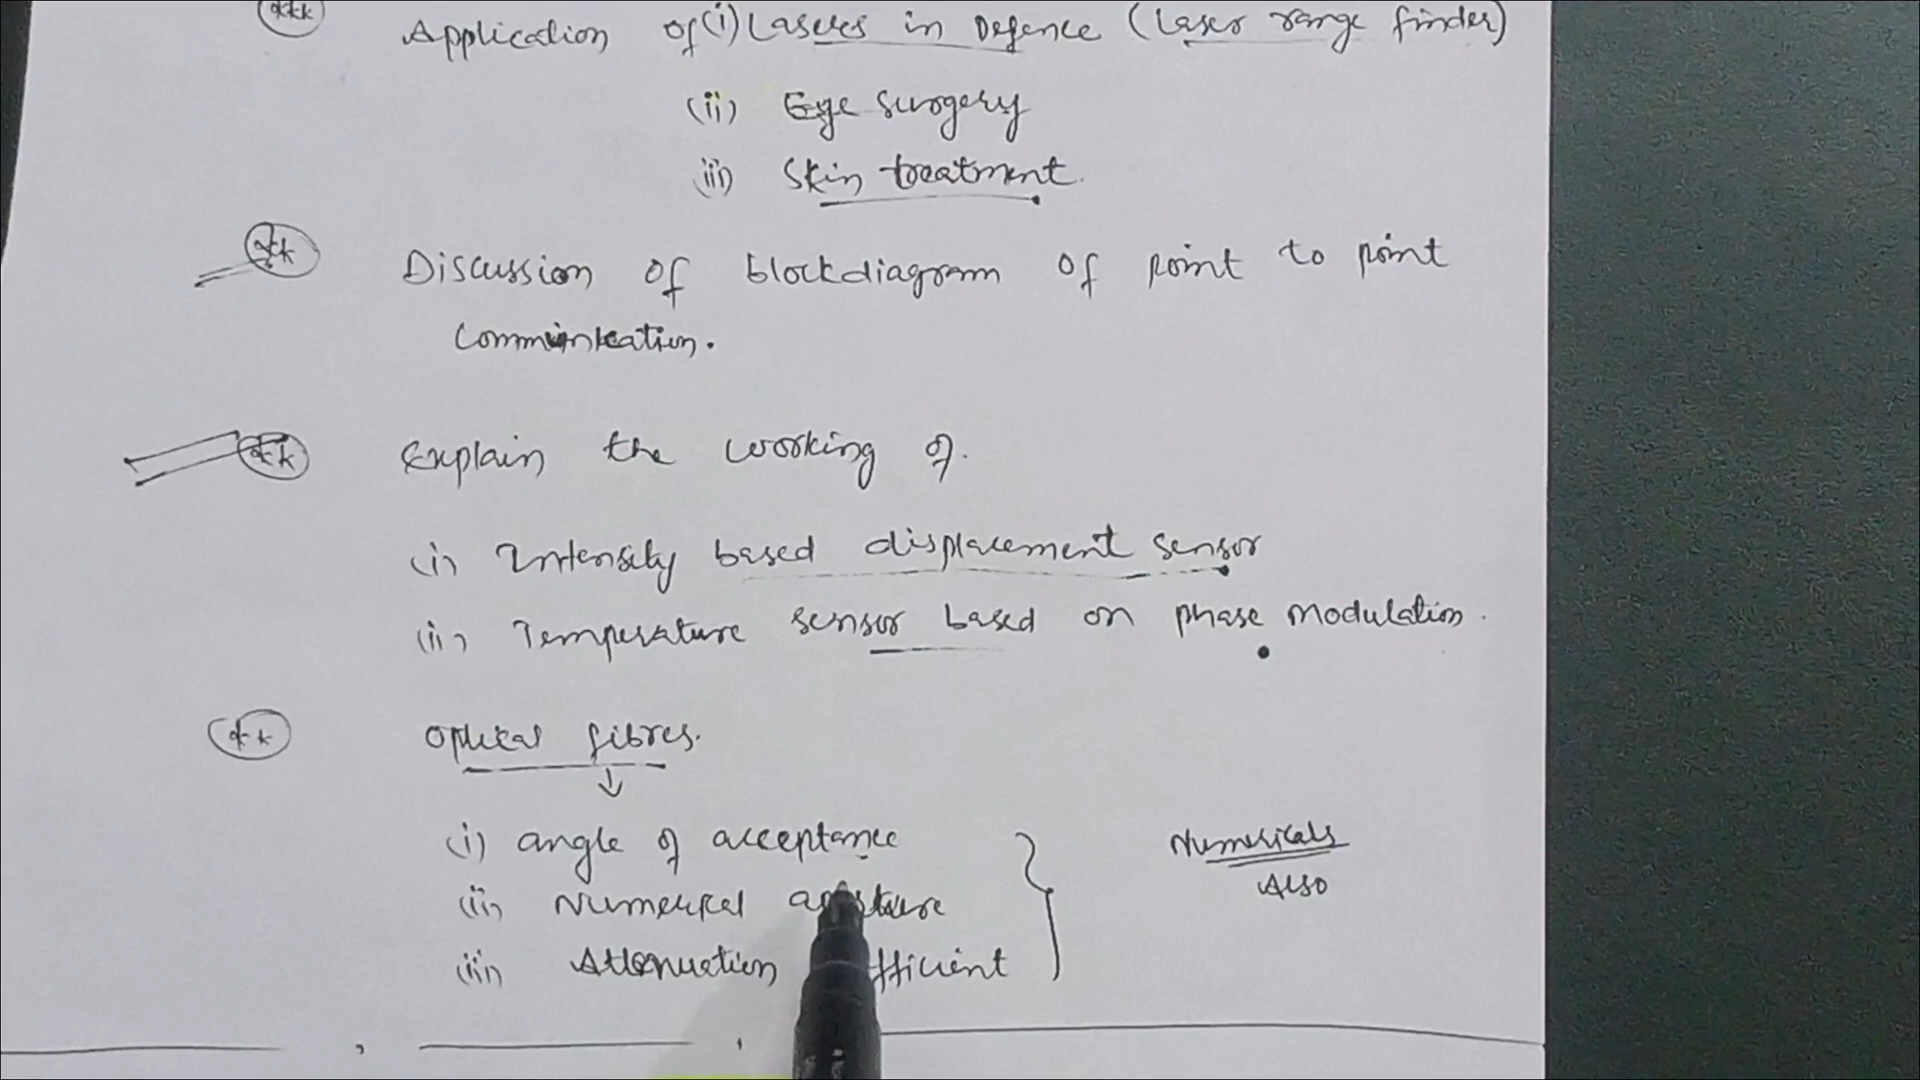 Application of (i) Lasers in Defence (Laser range finder)
(ii) Eye surgery
(iii) Skin treatment.
Discussion of blockdiagram of point to point
Communication.
Explain the working of.
(i) Intensity based displacement sensor
(ii) Temperature sensor based on phase modulation.
Optical fibres.
(i) angle of acceptance
(ii) Numerical
(iii) Attenuation
Numericals
Also